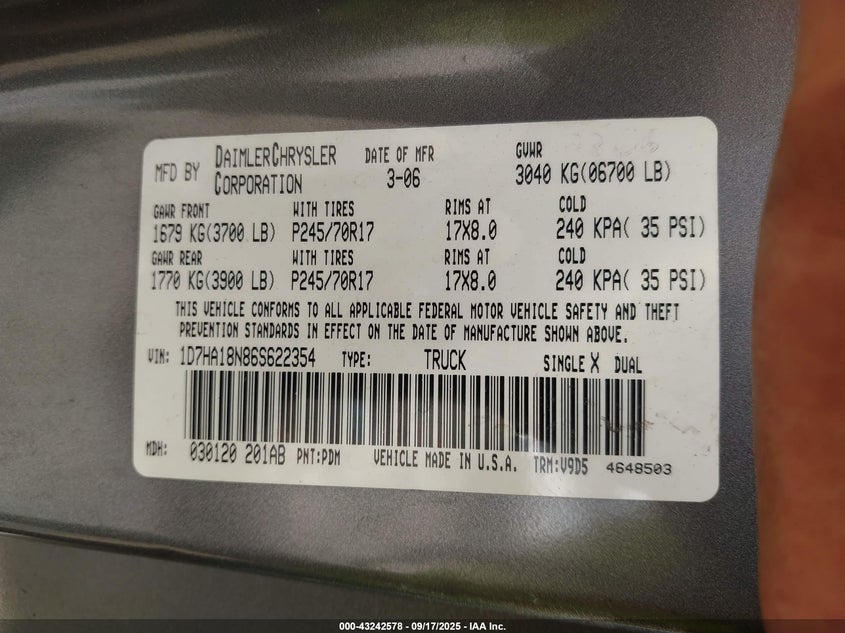 MFD BY DAIMLERCHRYSLER CORPORATION DATE OF MFR 3-06 GVWR 3040 KG(06700 LB)
GAWR FRONT WITH TIRES RIMS AT COLD
1679 KG(3700 LB) P245/70R17 17X8.0 240 KPA( 35 PSI)
GAWR REAR WITH TIRES RIMS AT COLD
1770 KG(3900 LB) P245/70R17 17X8.0 240 KPA( 35 PSI)
THIS VEHICLE CONFORMS TO ALL APPLICABLE FEDERAL MOTOR VEHICLE SAFETY AND THEFT
PREVENTION STANDARDS IN EFFECT ON THE DATE OF MANUFACTURE SHOWN ABOVE.
VIN: 1D7HA18N86S622354 TYPE: TRUCK SINGLE X DUAL
MDH: 030120 201AB PNT:PDM VEHICLE MADE IN U.S.A. TRM:V9D5 4648503
000-43242578 - 09/17/2025 - IAA Inc.